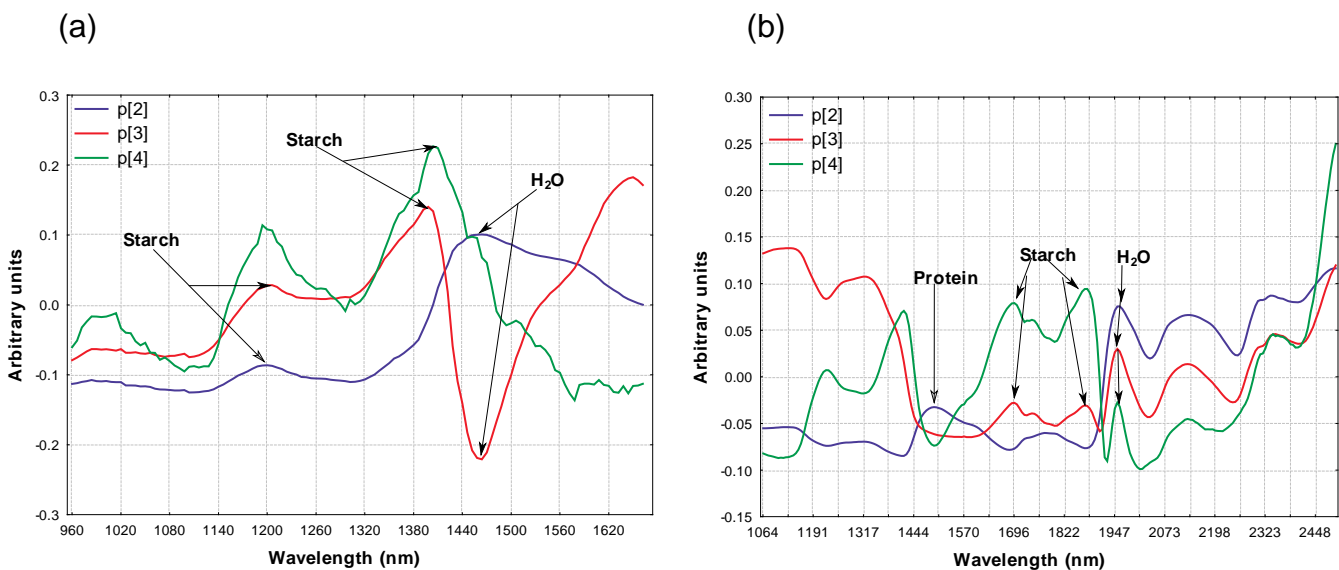 (a)
(b)
p[2]
p[3]
p[4]
Starch
H₂O
Starch
Arbitrary units
0.3
0.2
0.1
0.0
-0.1
-0.2
-0.3
960 1020 1080 1140 1200 1260 1320 1380 1440 1500 1560 1620
Wavelength (nm)
p[2]
p[3]
p[4]
Protein
Starch
H₂O
Arbitrary units
0.30
0.25
0.20
0.15
0.10
0.05
0.00
-0.05
-0.10
-0.15
1064 1191 1317 1444 1570 1696 1822 1947 2073 2198 2323 2448
Wavelength (nm)